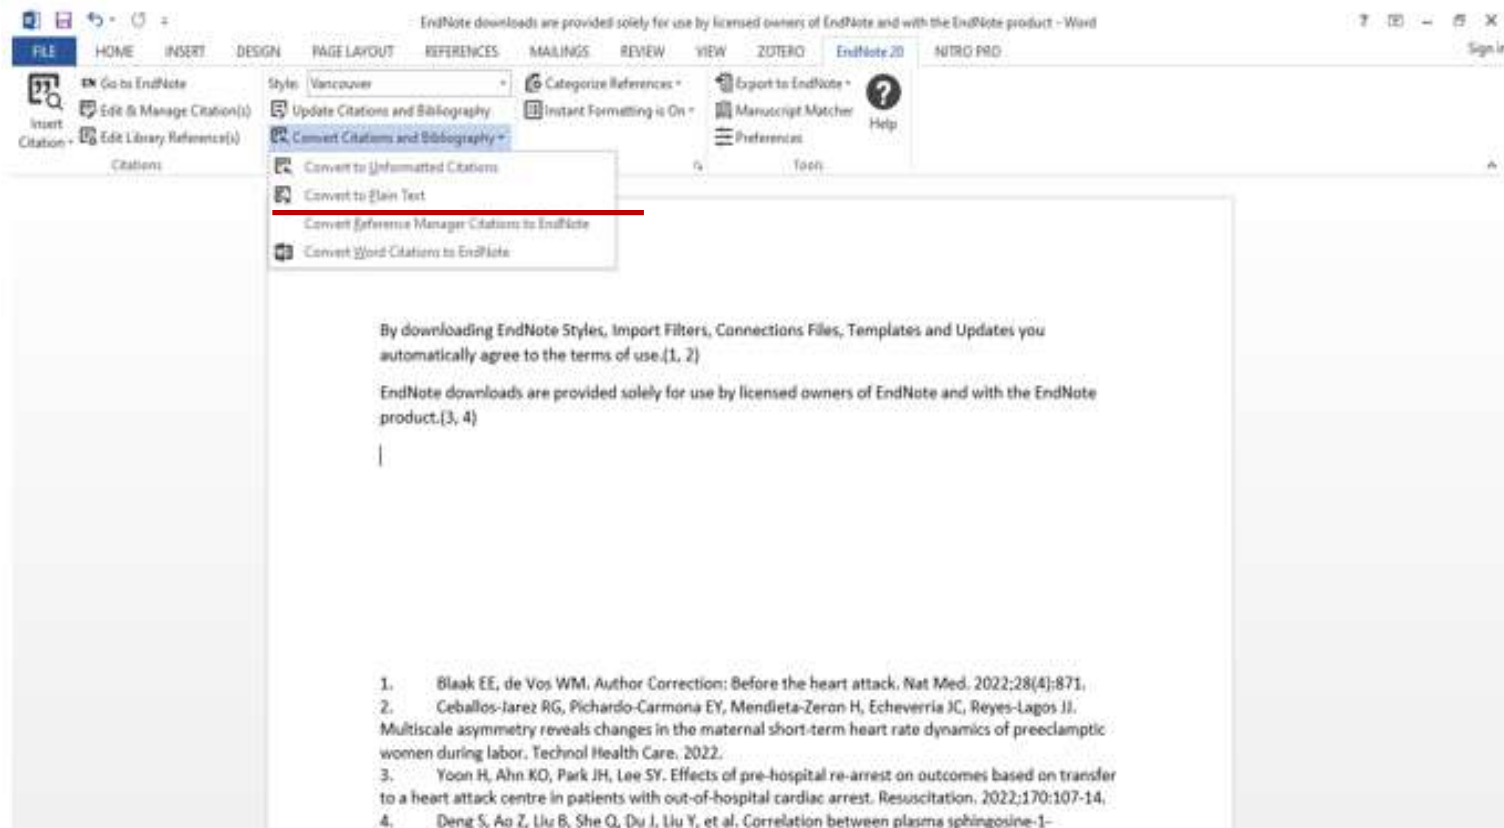 EndNote downloads are provided solely for use by licensed owners of EndNote and with the EndNote product - Word
Sign in
FILE HOME INSERT DESIGN PAGE LAYOUT REFERENCES MAILINGS REVIEW VIEW ZOTERO EndNote 20 NITRO PRO
Insert Citation
EN Go to EndNote
Edit & Manage Citation(s)
Edit Library Reference(s)
Citations
Style: Vancouver
Update Citations and Bibliography
Convert Citations and Bibliography
Categorize References
Instant Formatting is On
Export to EndNote
Manuscript Matcher
Preferences
Help
Tools
Convert to Unformatted Citations
Convert to Plain Text
Convert Reference Manager Citations to EndNote
Convert Word Citations to EndNote
By downloading EndNote Styles, Import Filters, Connections Files, Templates and Updates you
automatically agree to the terms of use.(1, 2)
EndNote downloads are provided solely for use by licensed owners of EndNote and with the EndNote
product.(3, 4)
1. Blaak EE, de Vos WM. Author Correction: Before the heart attack. Nat Med. 2022;28(4):871.
2. Ceballos-Jarez RG, Pichardo-Carmona EY, Mendieta-Zeron H, Echeverria JC, Reyes-Lagos JJ.
Multiscale asymmetry reveals changes in the maternal short-term heart rate dynamics of preeclamptic
women during labor. Technol Health Care. 2022.
3. Yoon H, Ahn KO, Park JH, Lee SY. Effects of pre-hospital re-arrest on outcomes based on transfer
to a heart attack centre in patients with out-of-hospital cardiac arrest. Resuscitation. 2022;170:107-14.
4. Deng S, Ao Z, Liu B, She Q, Du J, Liu Y, et al. Correlation between plasma sphingosine-1-